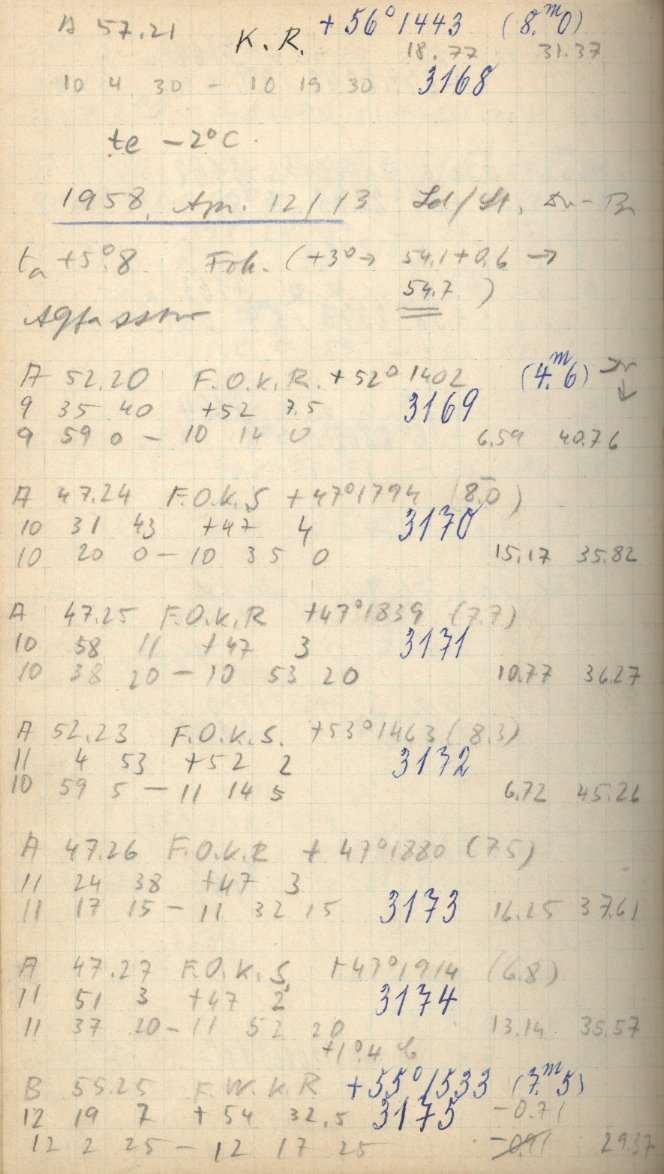 A 57.21 K.R. +56° 1443 (8.ᵐ0)
18.77 31.37
10 4 30 – 10 19 30 3168
te –2°C
1958. Apr. 12/13
ta +5°.8 Fok. (+3° → 54.1+0.6 →
54.7 )
A 52.20 F.O.K.R. +52° 1402 (4.ᵐ6)
9 35 40 +52 7.5 3169
9 59 0 – 10 14 0 6.59 40.76
A 47.24 F.O.K.S +47° 1794 (8.0)
10 31 43 +47 4 3170
10 20 0 – 10 35 0 15.17 35.82
A 47.25 F.O.K.R +47° 1839 (7.7)
10 58 11 +47 3 3171
10 38 20 – 10 53 20 10.77 36.27
A 52.23 F.O.K.S. +53° 1463 (8.3)
11 4 53 +52 2 3172
10 59 5 – 11 14 5 6.72 45.26
A 47.26 F.O.K.R +47° 1880 (7.5)
11 24 38 +47 3
11 17 15 – 11 32 15 3173 16.25 37.61
A 47.27 F.O.K.S +47° 1914 (6.8)
11 51 3 +47 2 3174
11 37 20 – 11 52 20 13.14 35.57
+1°.4
B 55.25 F.W.K.R +55° 1533 (7.ᵐ5)
12 19 7 +54 32.5 3175 –0.71
12 2 25 – 12 17 25 29.37